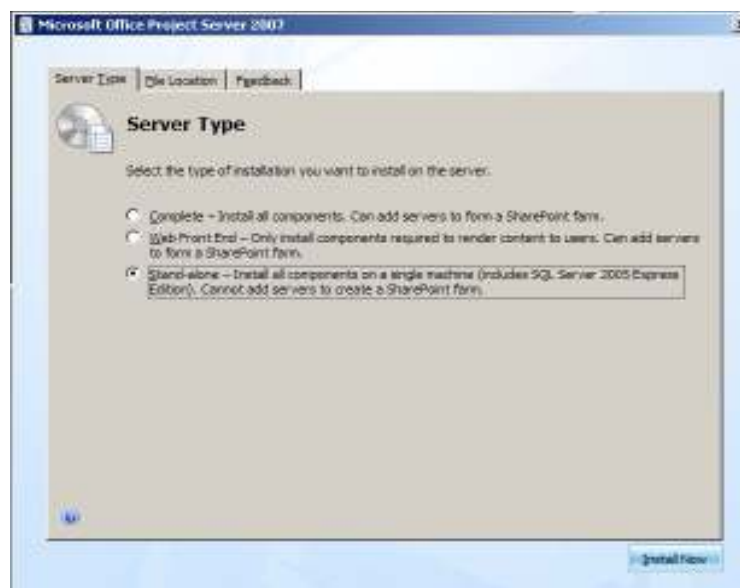 Microsoft Office Project Server 2007
Server Type File Location Feedback
Server Type
Select the type of installation you want to install on the server.
Complete – Install all components. Can add servers to form a SharePoint farm.
Web Front End – Only install components required to render content to users. Can add servers
to form a SharePoint farm.
Stand-alone – Install all components on a single machine (includes SQL Server 2005 Express
Edition). Cannot add servers to create a SharePoint farm.
Install Now